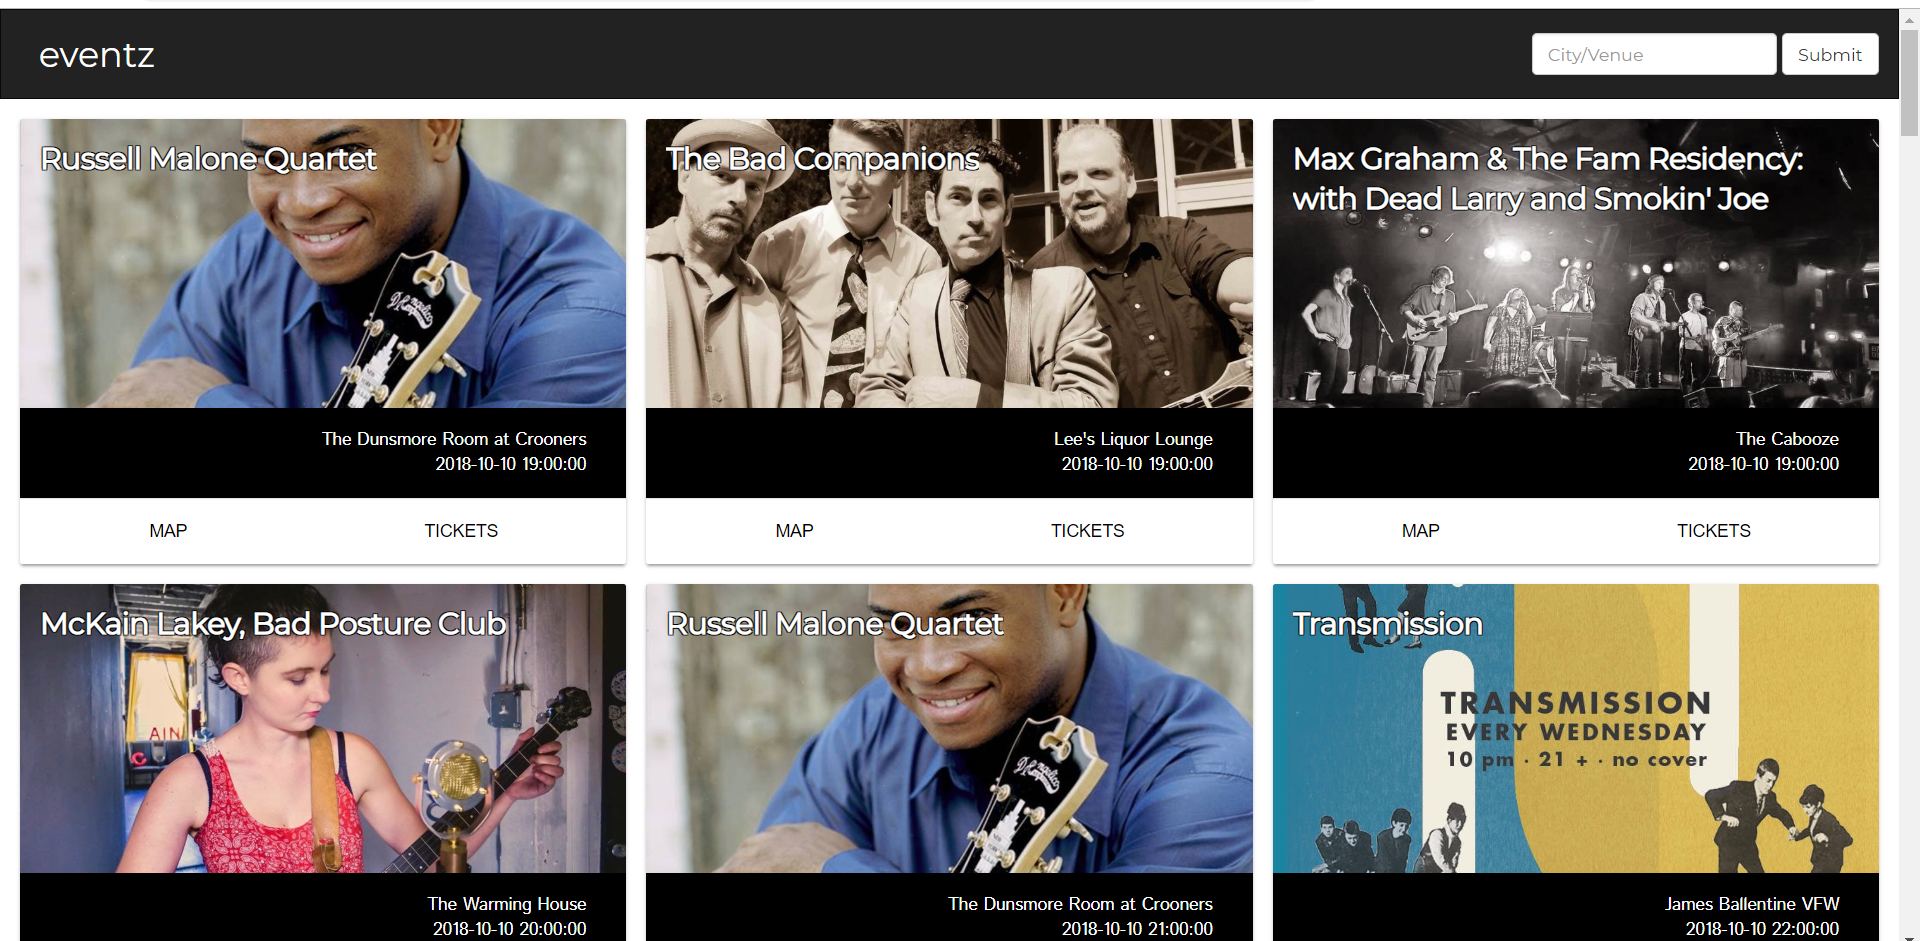 eventz
City/Venue
Submit
Russell Malone Quartet
The Dunsmore Room at Crooners
2018-10-10 19:00:00
MAP
TICKETS
The Bad Companions
Lee's Liquor Lounge
2018-10-10 19:00:00
MAP
TICKETS
Max Graham & The Fam Residency:
with Dead Larry and Smokin' Joe
The Cabooze
2018-10-10 19:00:00
MAP
TICKETS
McKain Lakey, Bad Posture Club
AIN
The Warming House
2018-10-10 20:00:00
Russell Malone Quartet
The Dunsmore Room at Crooners
2018-10-10 21:00:00
Transmission
TRANSMISSION
EVERY WEDNESDAY
10 pm · 21 + · no cover
James Ballentine VFW
2018-10-10 22:00:00